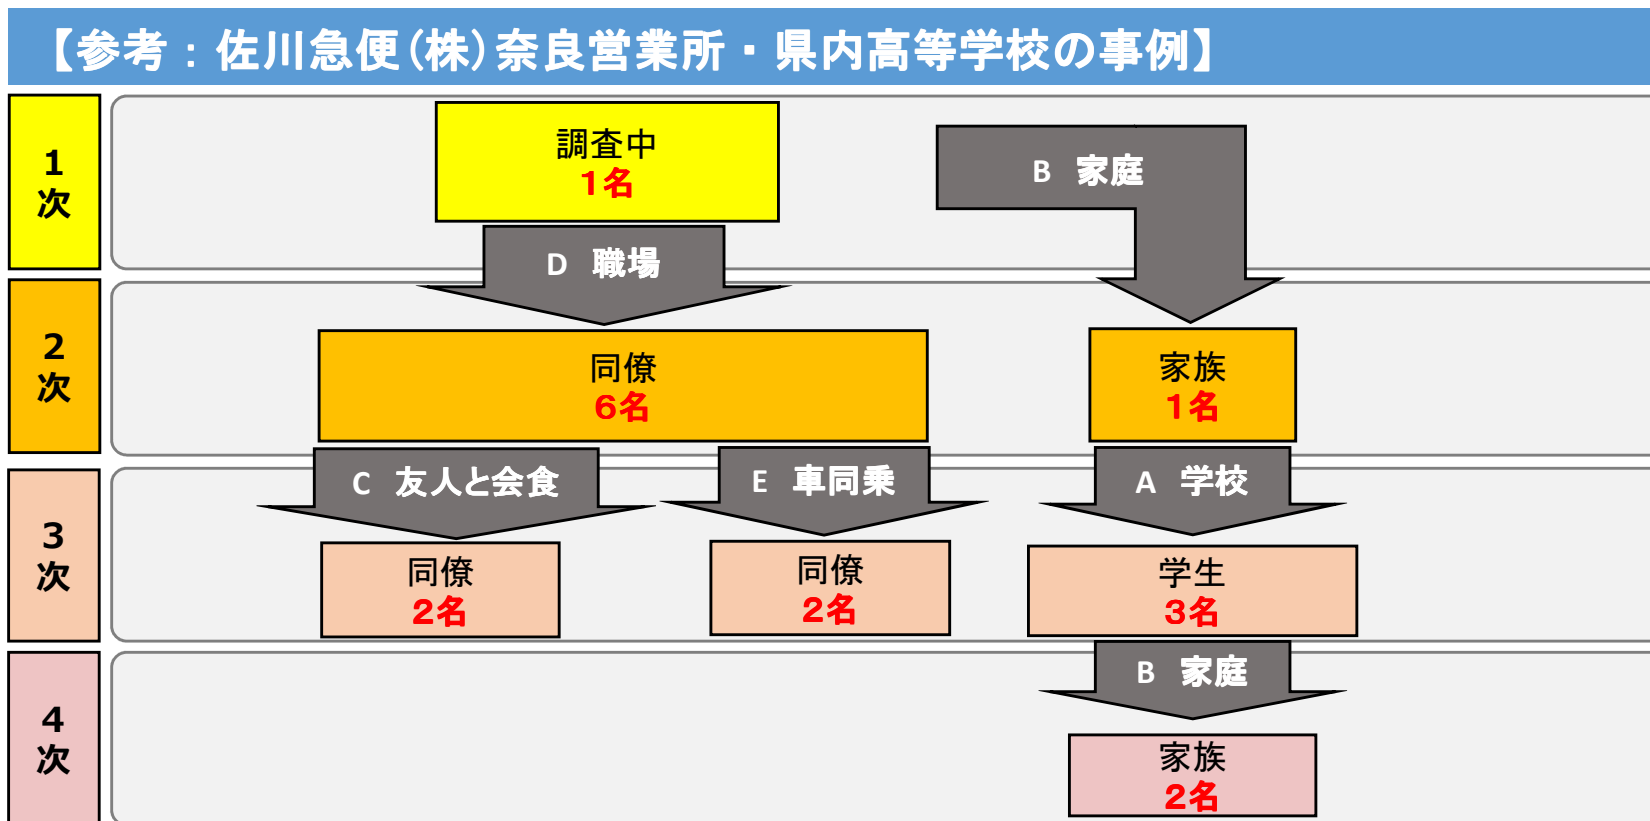 【参考：佐川急便(株)奈良営業所・県内高等学校の事例】
1
次
調査中
1名
B 家庭
D 職場
2
次
同僚
6名
家族
1名
C 友人と会食
E 車同乗
A 学校
3
次
同僚
2名
同僚
2名
学生
3名
B 家庭
4
次
家族
2名